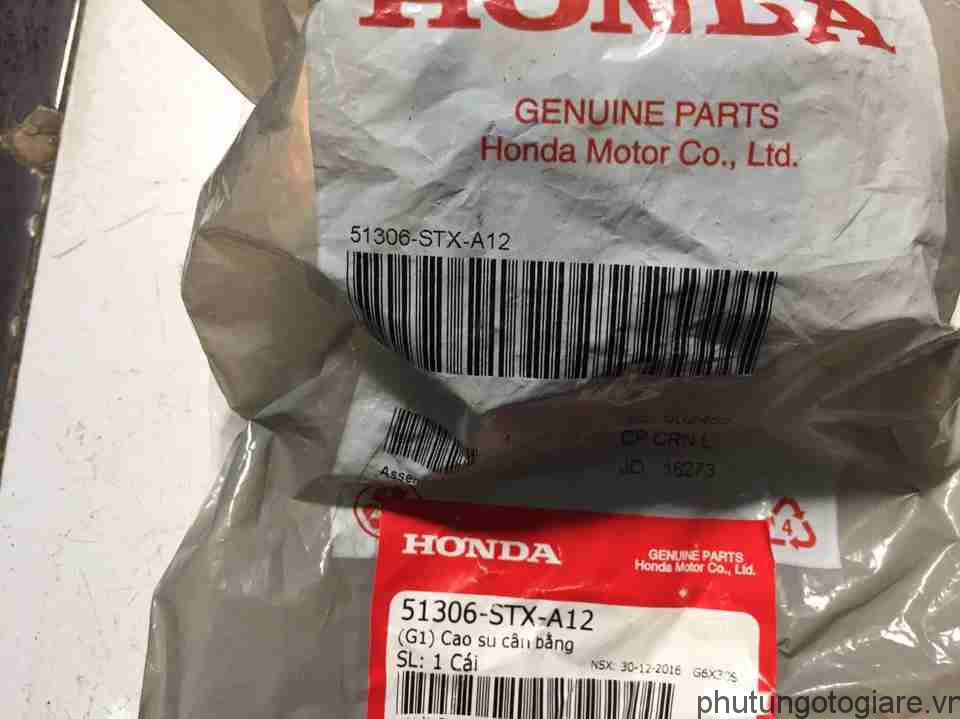 HONDA
GENUINE PARTS
Honda Motor Co., Ltd.
51306-STX-A12
CP CRN L
JD 16273
Asse
4
HONDA
GENUINE PARTS
Honda Motor Co., Ltd.
51306-STX-A12
(G1) Cao su cân bằng
SL: 1 Cái
NSX: 30-12-2016
phutungotogiare.vn